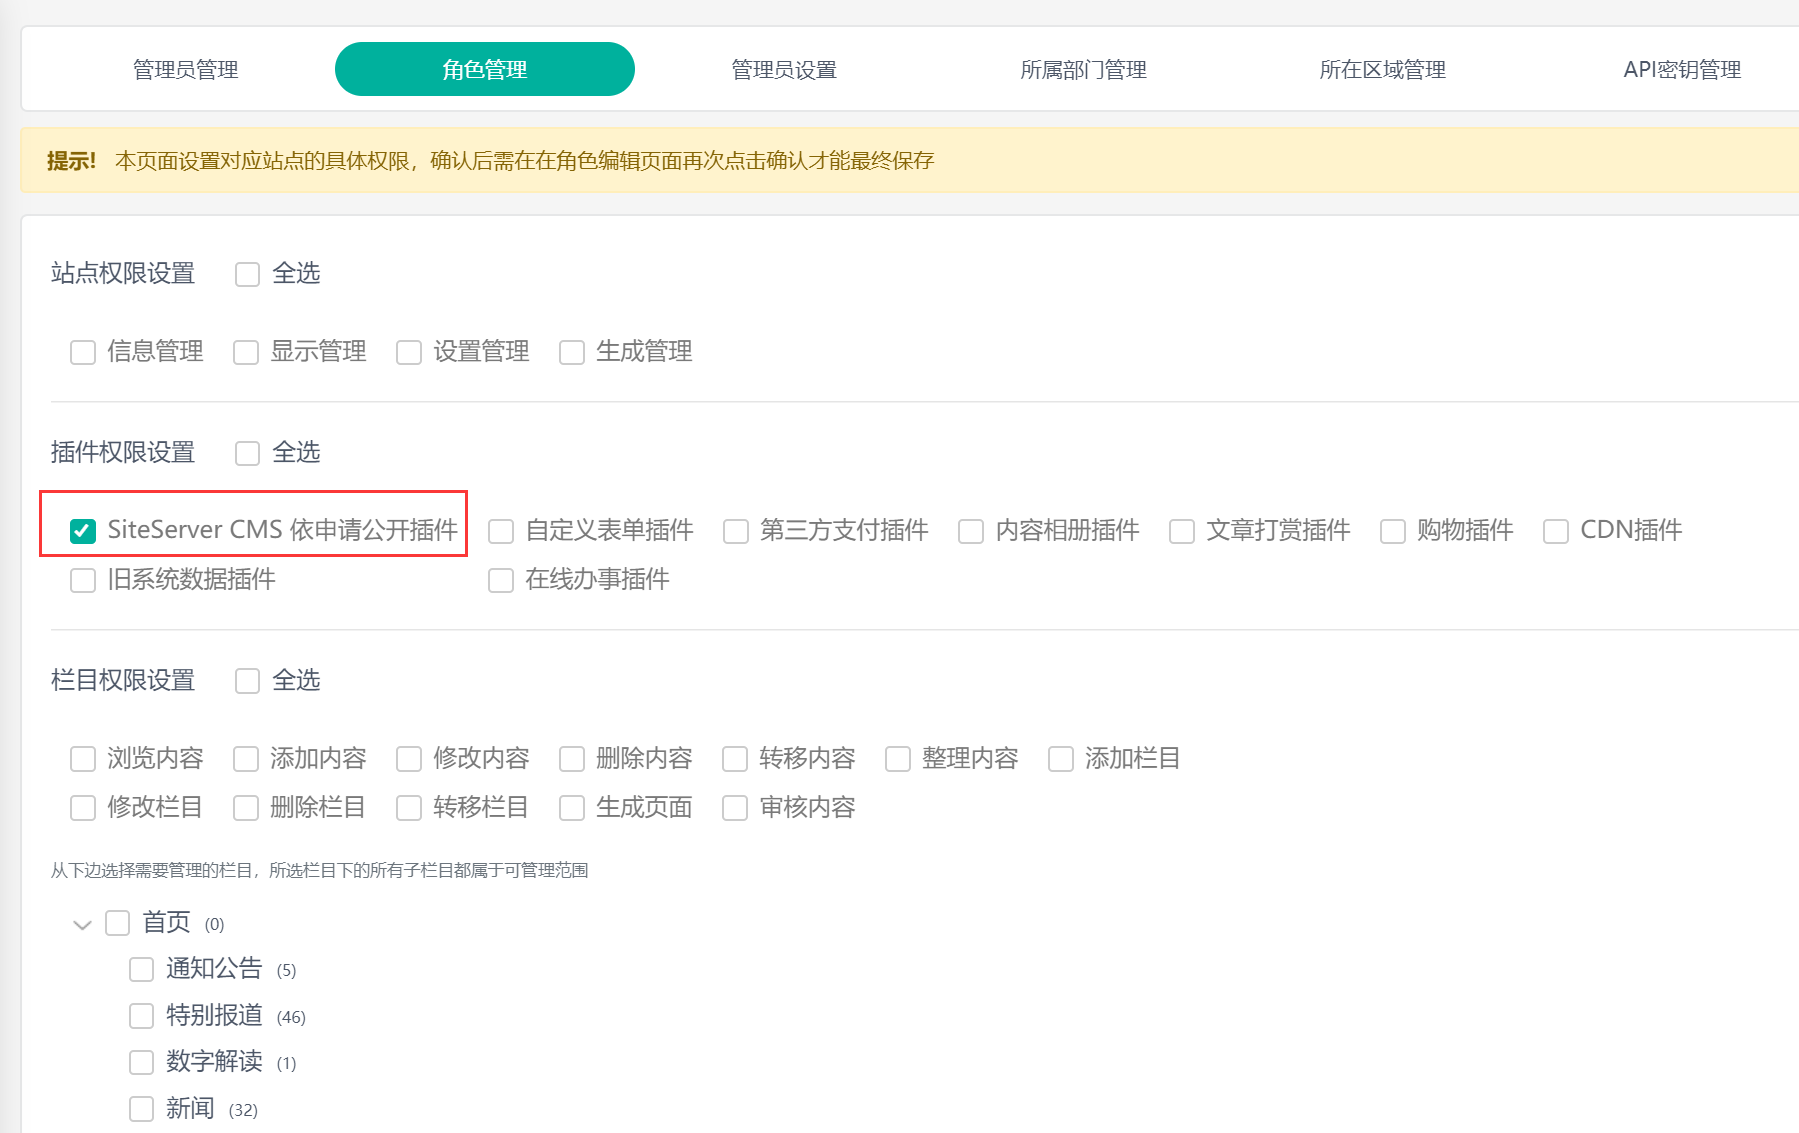 管理员管理 角色管理 管理员设置 所属部门管理 所在区域管理 API密钥管理
提示! 本页面设置对应站点的具体权限，确认后需在在角色编辑页面再次点击确认才能最终保存
站点权限设置 全选
信息管理 显示管理 设置管理 生成管理
插件权限设置 全选
SiteServer CMS 依申请公开插件 自定义表单插件 第三方支付插件 内容相册插件 文章打赏插件 购物插件 CDN插件
旧系统数据插件 在线办事插件
栏目权限设置 全选
浏览内容 添加内容 修改内容 删除内容 转移内容 整理内容 添加栏目
修改栏目 删除栏目 转移栏目 生成页面 审核内容
从下边选择需要管理的栏目，所选栏目下的所有子栏目都属于可管理范围
首页 (0)
通知公告 (5)
特别报道 (46)
数字解读 (1)
新闻 (32)